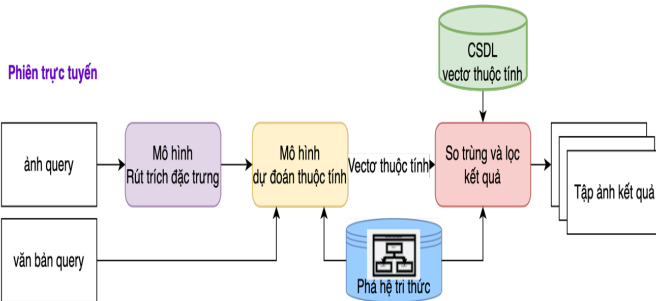 Phiên trực tuyến
CSDL
vectơ thuộc tính
ảnh query
Mô hình
Rút trích đặc trưng
Mô hình
dự đoán thuộc tính
Vectơ thuộc tính
So trùng và lọc
kết quả
Tập ảnh kết quả
văn bản query
Phả hệ tri thức